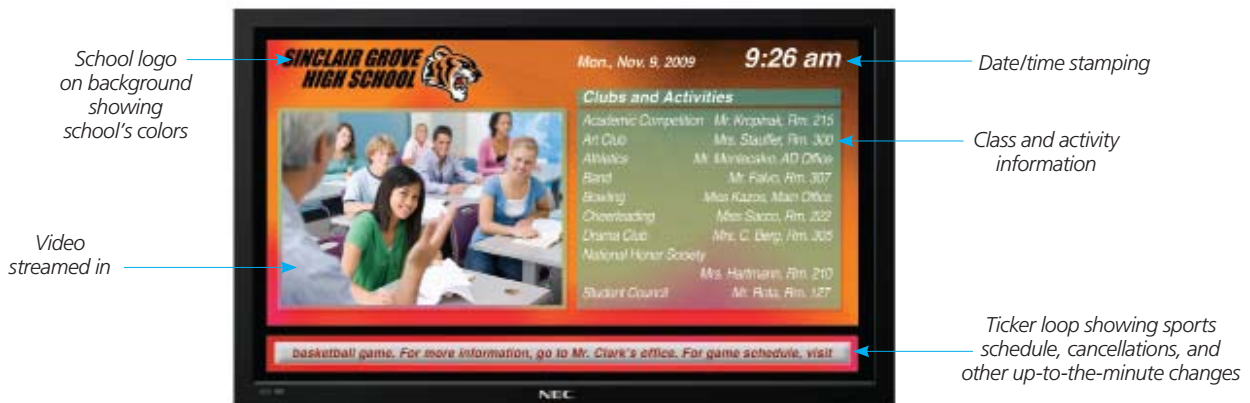 School logo
on background
showing
school's colors
Video
streamed in
SINCLAIR GROVE
HIGH SCHOOL
Mon., Nov. 9, 2009 9:26 am
Clubs and Activities
Academic Competition Mr. Kropinak, Rm. 215
Art Club Mrs. Stauffer, Rm. 300
Athletics Mr. Montecalvo, AD Office
Band Mr. Falvo, Rm. 307
Bowling Miss Kazos, Main Office
Cheerleading Miss Sacco, Rm. 222
Drama Club Mrs. C. Berg, Rm. 305
National Honor Society
Mrs. Hartmann, Rm. 210
Student Council Mr. Rota, Rm. 127
basketball game. For more information, go to Mr. Clark's office. For game schedule, visit
NEC
Date/time stamping
Class and activity
information
Ticker loop showing sports
schedule, cancellations, and
other up-to-the-minute changes